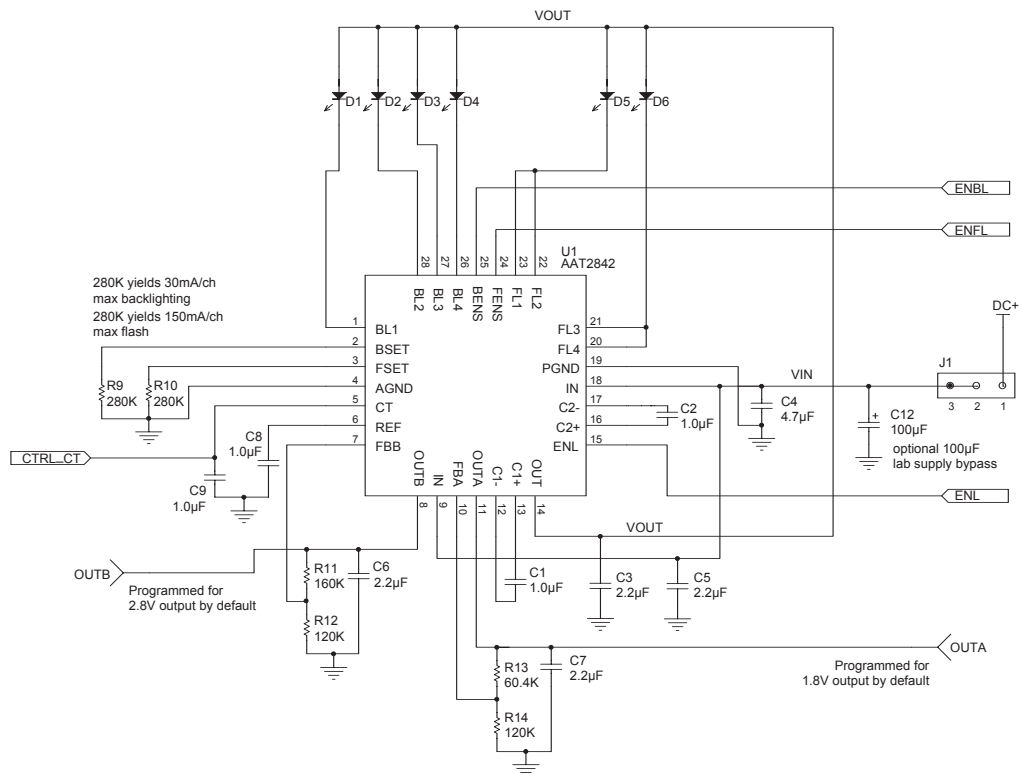 VOUT
D1
D2
D3
D4
D5
D6
ENBL
ENFL
U1
AAT2842
28
27
26
25
24
23
22
BL2
BL3
BL4
BENS
FENS
FL1
FL2
280K yields 30mA/ch
max backlighting
280K yields 150mA/ch
max flash
1
BL1
2
BSET
3
FSET
4
AGND
5
CT
6
REF
7
FBB
FL3
21
FL4
20
PGND
19
IN
18
C2-
17
C2+
16
ENL
15
R9
280K
R10
280K
CTRL_CT
C8
1.0µF
C9
1.0µF
C2
1.0µF
C4
4.7µF
VIN
DC+
J1
3
2
1
+
C12
100µF
optional 100µF
lab supply bypass
ENL
OUTB
IN
FBA
OUTA
C1-
C1+
OUT
8
9
10
11
12
13
14
VOUT
OUTB
Programmed for
2.8V output by default
R11
160K
R12
120K
C6
2.2µF
C1
1.0µF
C3
2.2µF
C5
2.2µF
R13
60.4K
R14
120K
C7
2.2µF
OUTA
Programmed for
1.8V output by default